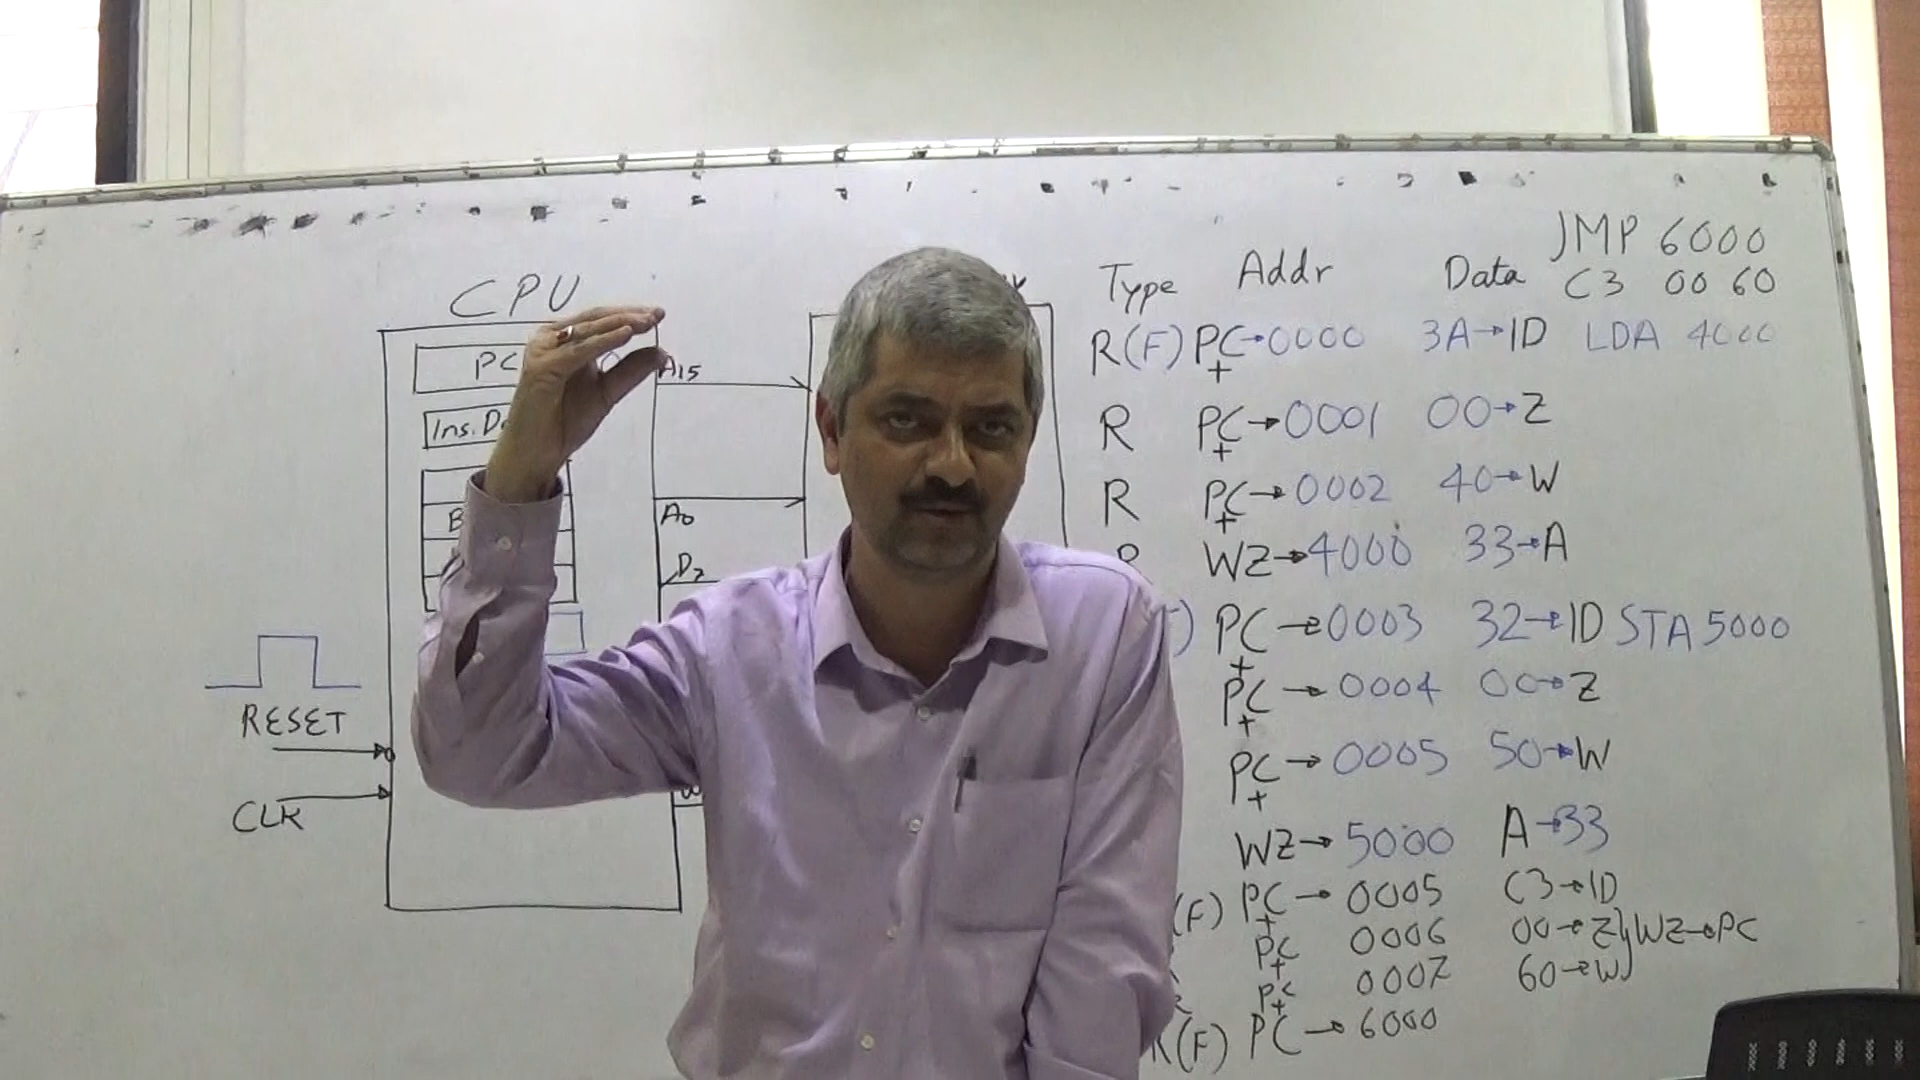 JMP 6000
CPU
Type Addr Data C3 00 60
R(F) PC→0000 3A→ID LDA 4000
+
PC
A15
R PC→0001 00→Z
+
Ins. D
R PC→0002 40→W
+
B
A0
WZ→4000 33→A
D7
PC→0003 32→ID STA 5000
+
PC→0004 00→Z
+
RESET
PC→0005 50→W
+
CLK
WZ→5000 A→33
(F) PC→0005 C3→ID
+
PC 0006 00→Z} WZ→PC
+
PC 0007 60→W
+
R(F) PC→6000